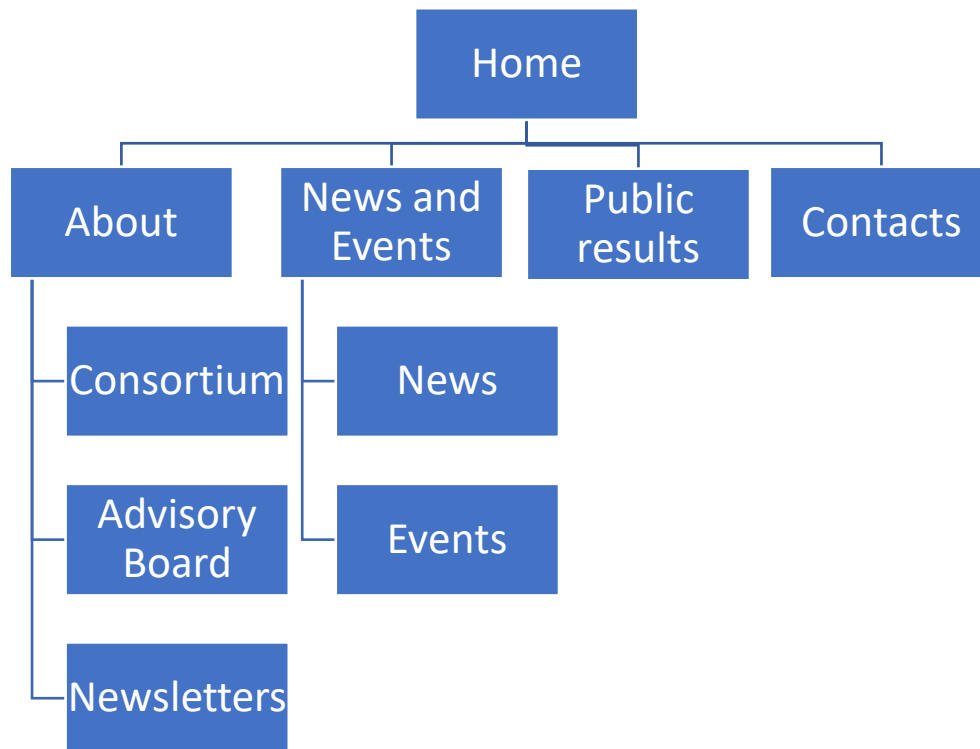 Home
About
News and
Events
Public
results
Contacts
Consortium
News
Advisory
Board
Events
Newsletters